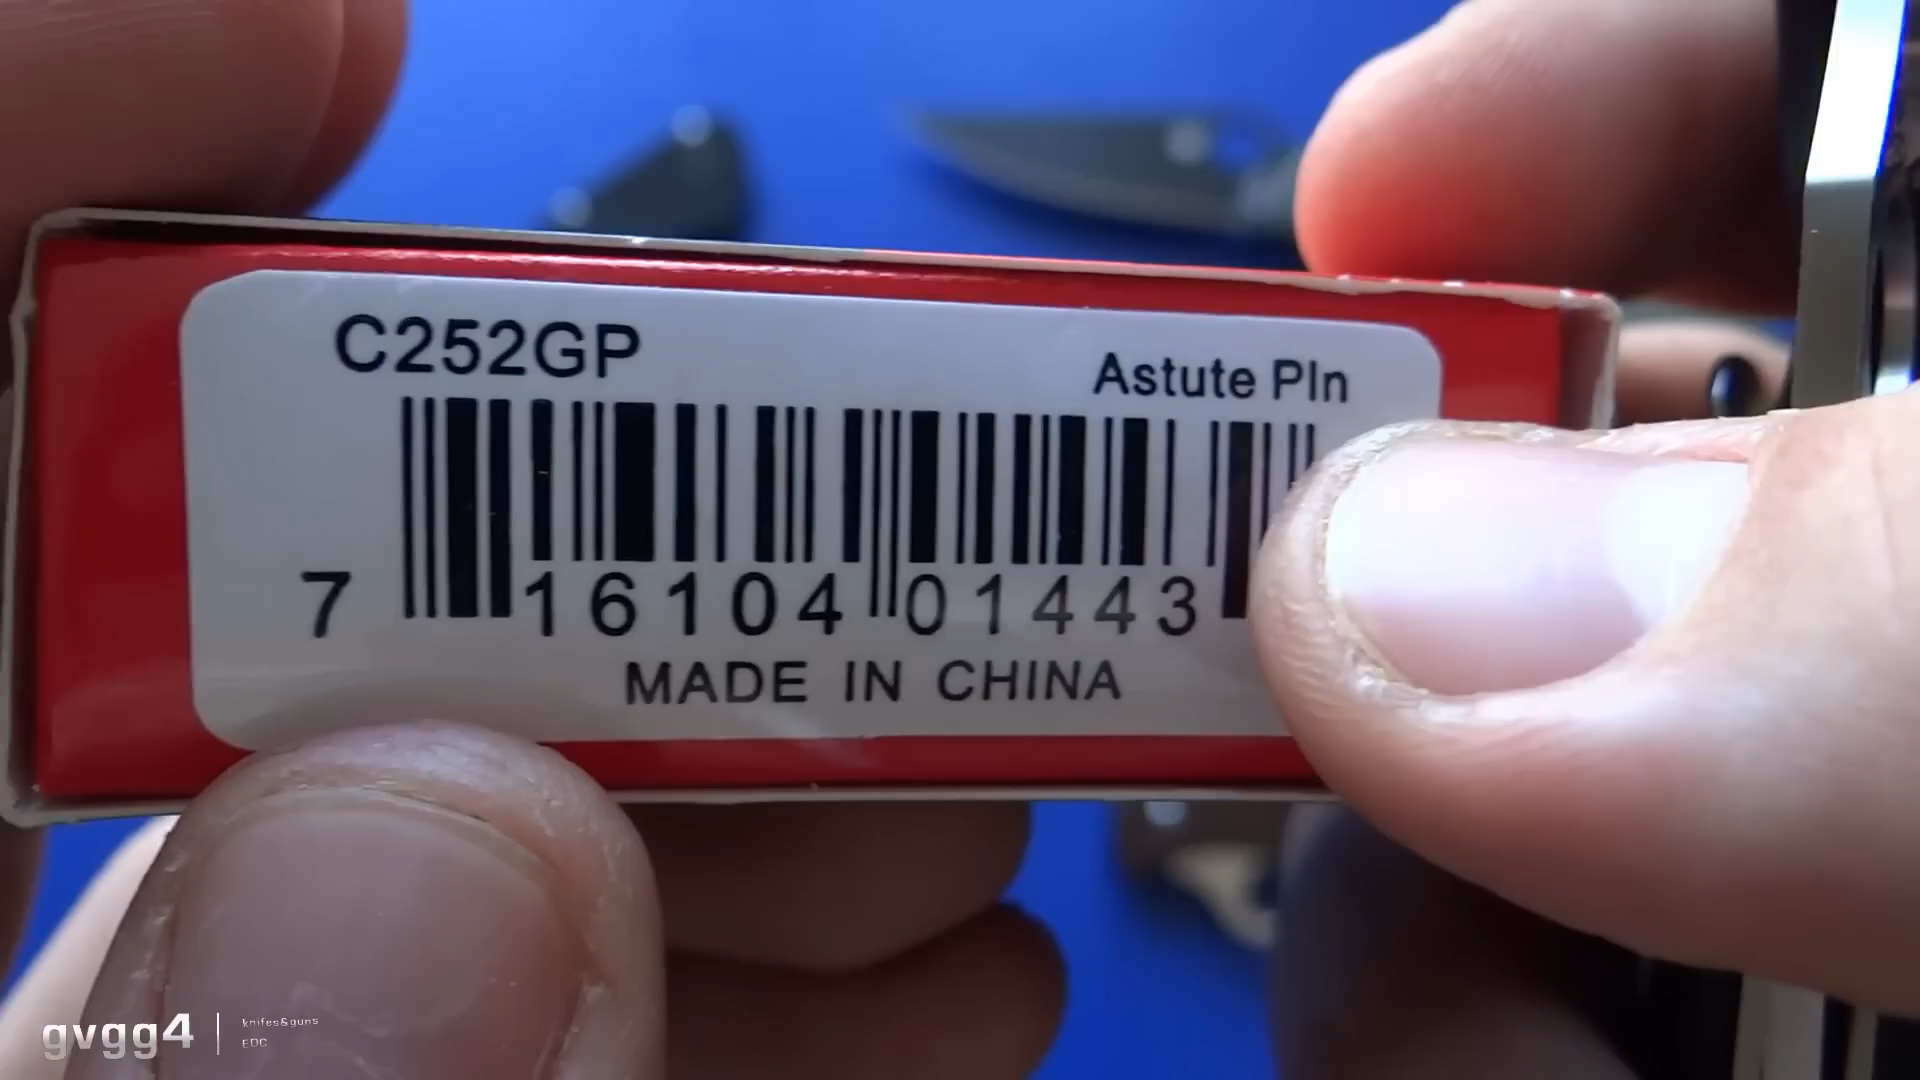 C252GP
Astute Pln
7 16104 01443
MADE IN CHINA
gvgg4
knifes&guns
EDC